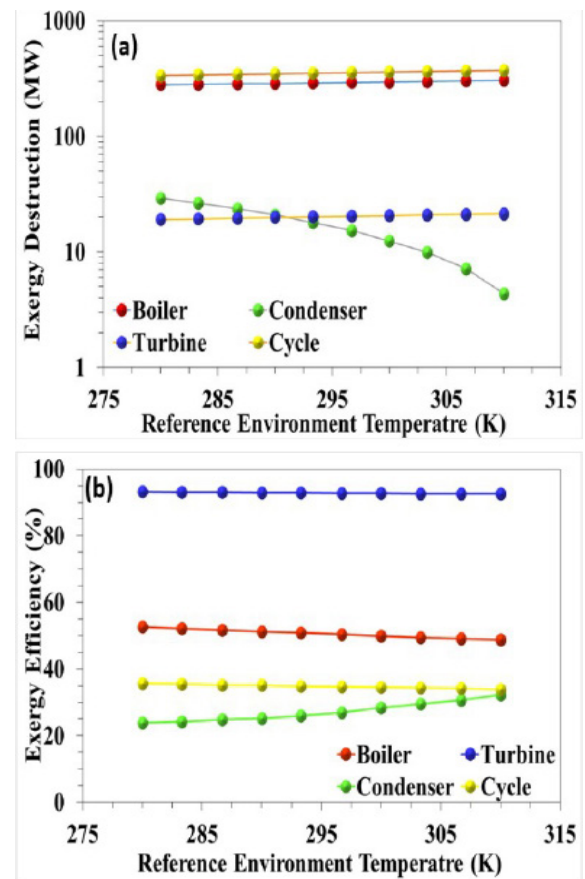 (a)
Exergy Destruction (MW)
1000
100
10
1
Boiler Condenser
Turbine Cycle
275 285 295 305 315
Reference Environment Temperatre (K)
(b)
Exergy Efficiency (%)
100
80
60
40
20
0
Boiler Turbine
Condenser Cycle
275 285 295 305 315
Reference Environment Temperatre (K)